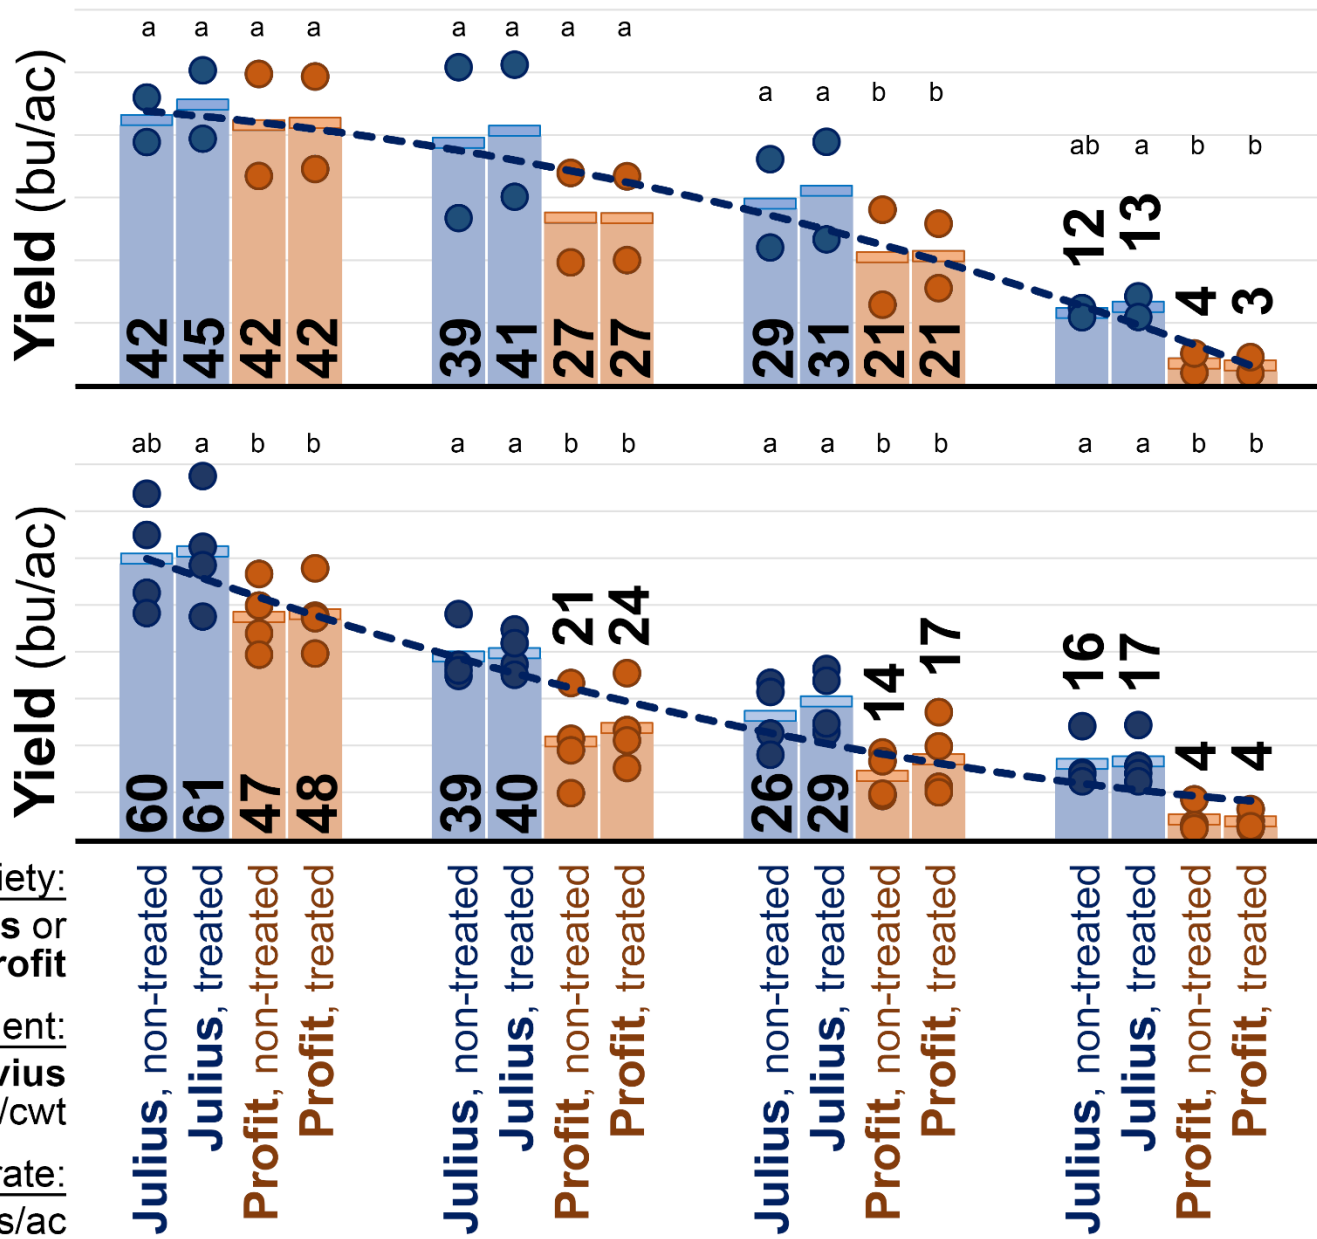 a a a a a a a a
a a b b
ab a b b
Yield (bu/ac)
42 45 42 42 39 41 27 27 29 31 21 21 12 13 4 3
ab a b b a a b b a a b b a a b b
Yield (bu/ac)
60 61 47 48 39 40 21 24 26 29 14 17 16 17 4 4
iety:
s or
rofit
ent:
vius
/cwt
rate:
s/ac
Julius, non-treated
Julius, treated
Profit, non-treated
Profit, treated
Julius, non-treated
Julius, treated
Profit, non-treated
Profit, treated
Julius, non-treated
Julius, treated
Profit, non-treated
Profit, treated
Julius, non-treated
Julius, treated
Profit, non-treated
Profit, treated